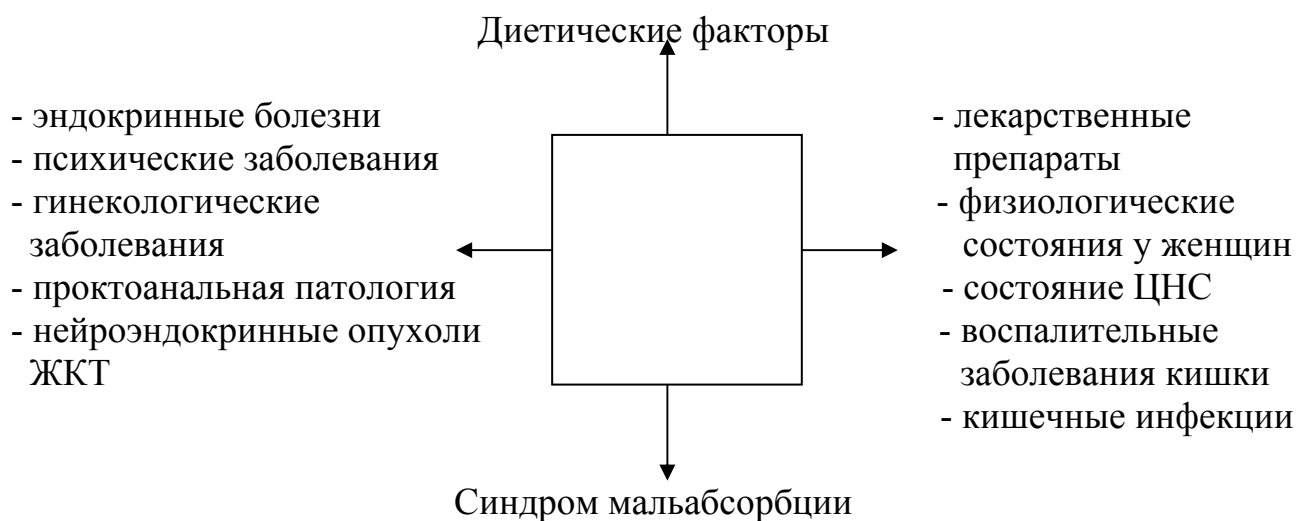 Диетические факторы
- эндокринные болезни
- психические заболевания
- гинекологические
заболевания
- проктоанальная патология
- нейроэндокринные опухоли
ЖКТ
- лекарственные
препараты
- физиологические
состояния у женщин
- состояние ЦНС
- воспалительные
заболевания кишки
- кишечные инфекции
Синдром мальабсорбции